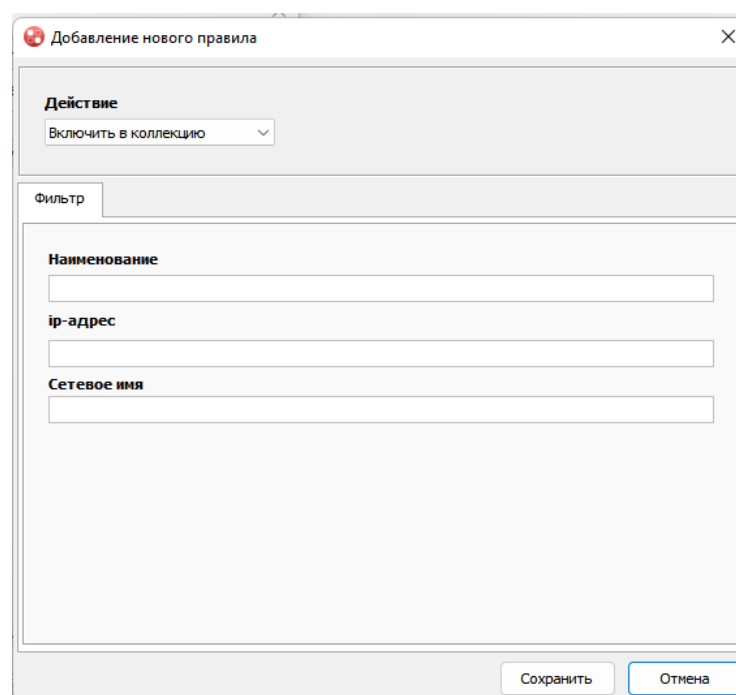 Добавление нового правила
Действие
Включить в коллекцию
Фильтр
Наименование
ip-адрес
Сетевое имя
Сохранить
Отмена